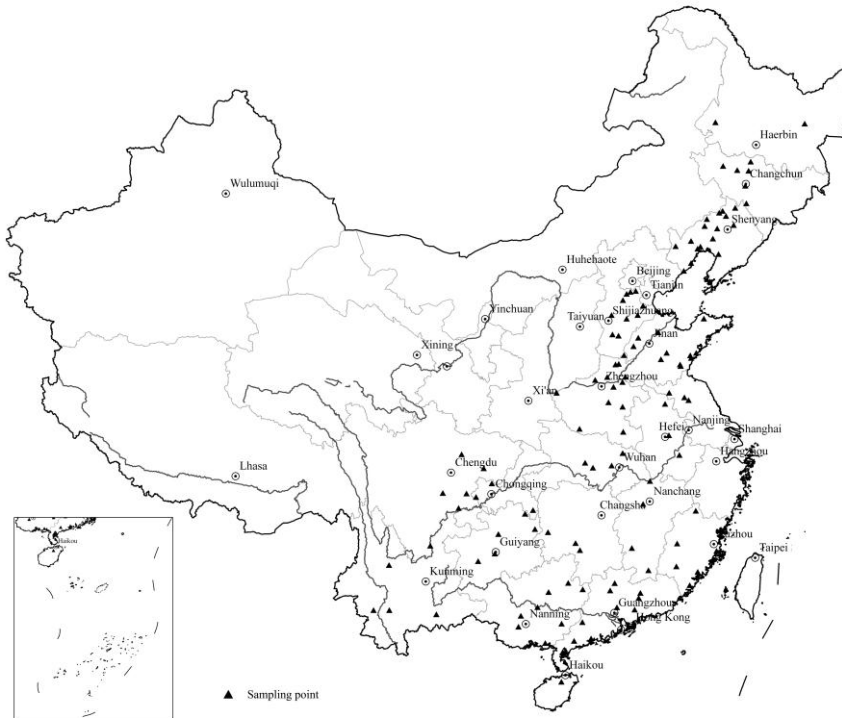 Haerbin
Changchun
Wulumuqi
Shenyang
Huhehaote
Beijing
Tianjin
Yinchuan
Taiyuan
Shijiazhuang
Jinan
Xining
Zhengzhou
Xi'an
Nanjing
Hefei
Shanghai
Hangzhou
Wuhan
Chengdu
Lhasa
Chongqing
Nanchang
Changsha
Guiyang
Taipei
Kunming
Guangzhou
Hong Kong
Nanning
Haikou
Haikou
Sampling point